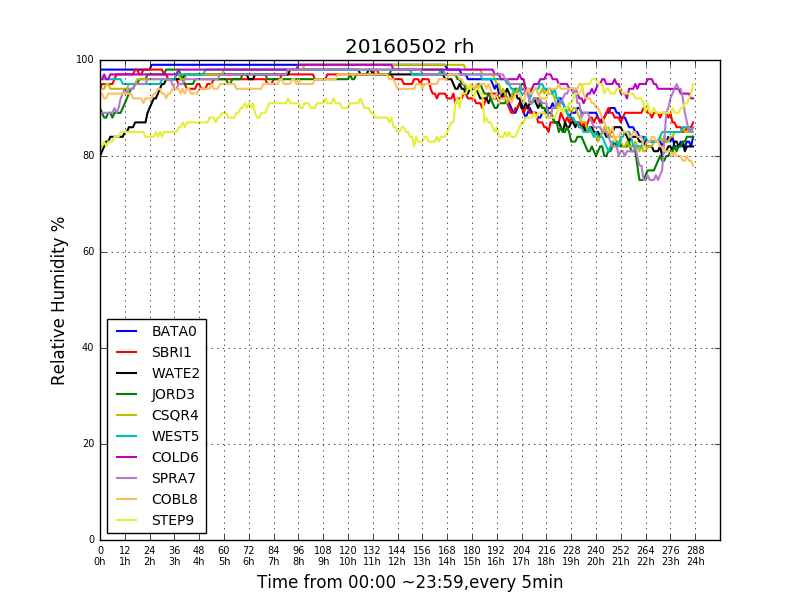 20160502 rh
Relative Humidity %
100
80
60
40
20
0
BATA0
SBRI1
WATE2
JORD3
CSQR4
WEST5
COLD6
SPRA7
COBL8
STEP9
0 12 24 36 48 60 72 84 96 108 120 132 144 156 168 180 192 204 216 228 240 252 264 276 288
0h 1h 2h 3h 4h 5h 6h 7h 8h 9h 10h 11h 12h 13h 14h 15h 16h 17h 18h 19h 20h 21h 22h 23h 24h
Time from 00:00 ~23:59,every 5min